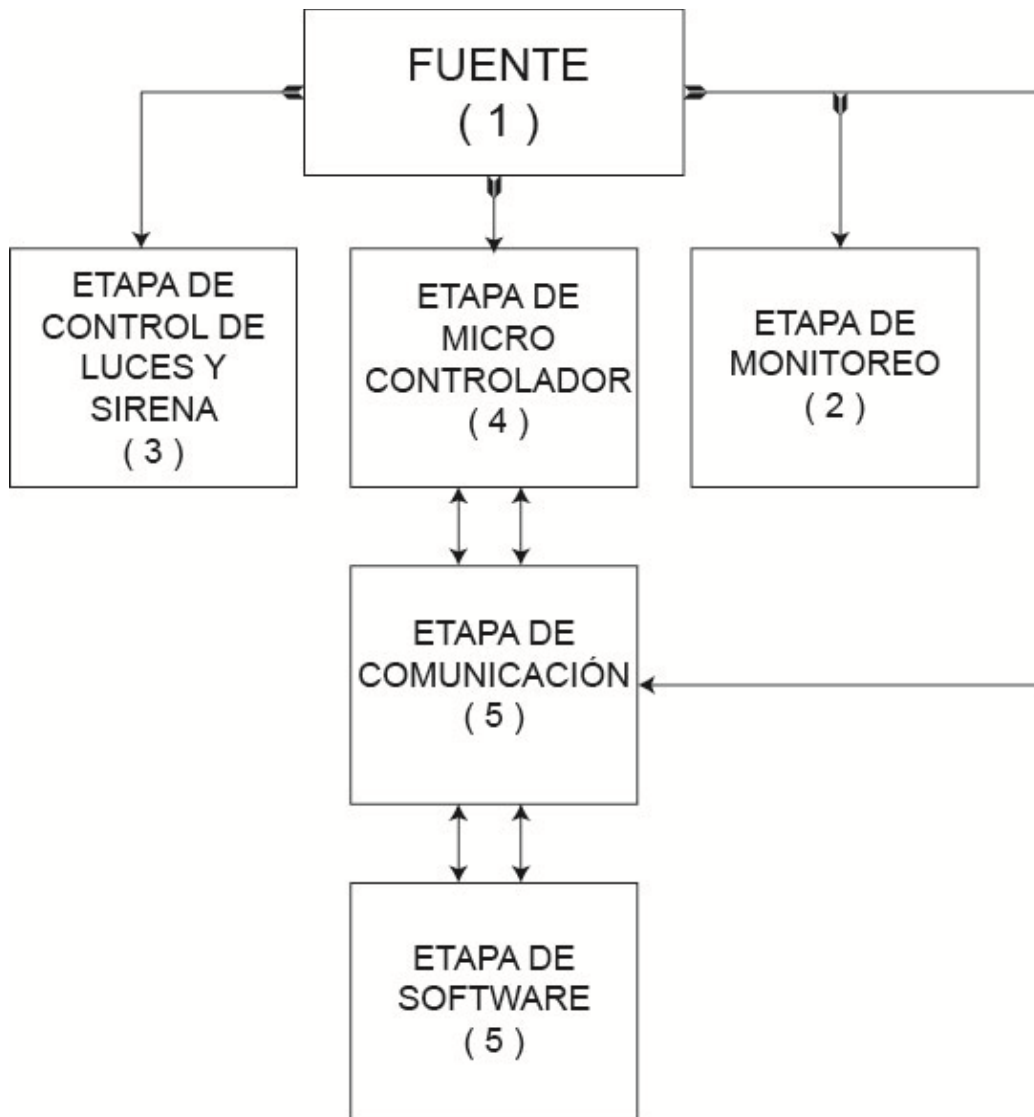 FUENTE
( 1 )
ETAPA DE
CONTROL DE
LUCES Y
SIRENA
( 3 )
ETAPA DE
MICRO
CONTROLADOR
( 4 )
ETAPA DE
MONITOREO
( 2 )
ETAPA DE
COMUNICACIÓN
( 5 )
ETAPA DE
SOFTWARE
( 5 )